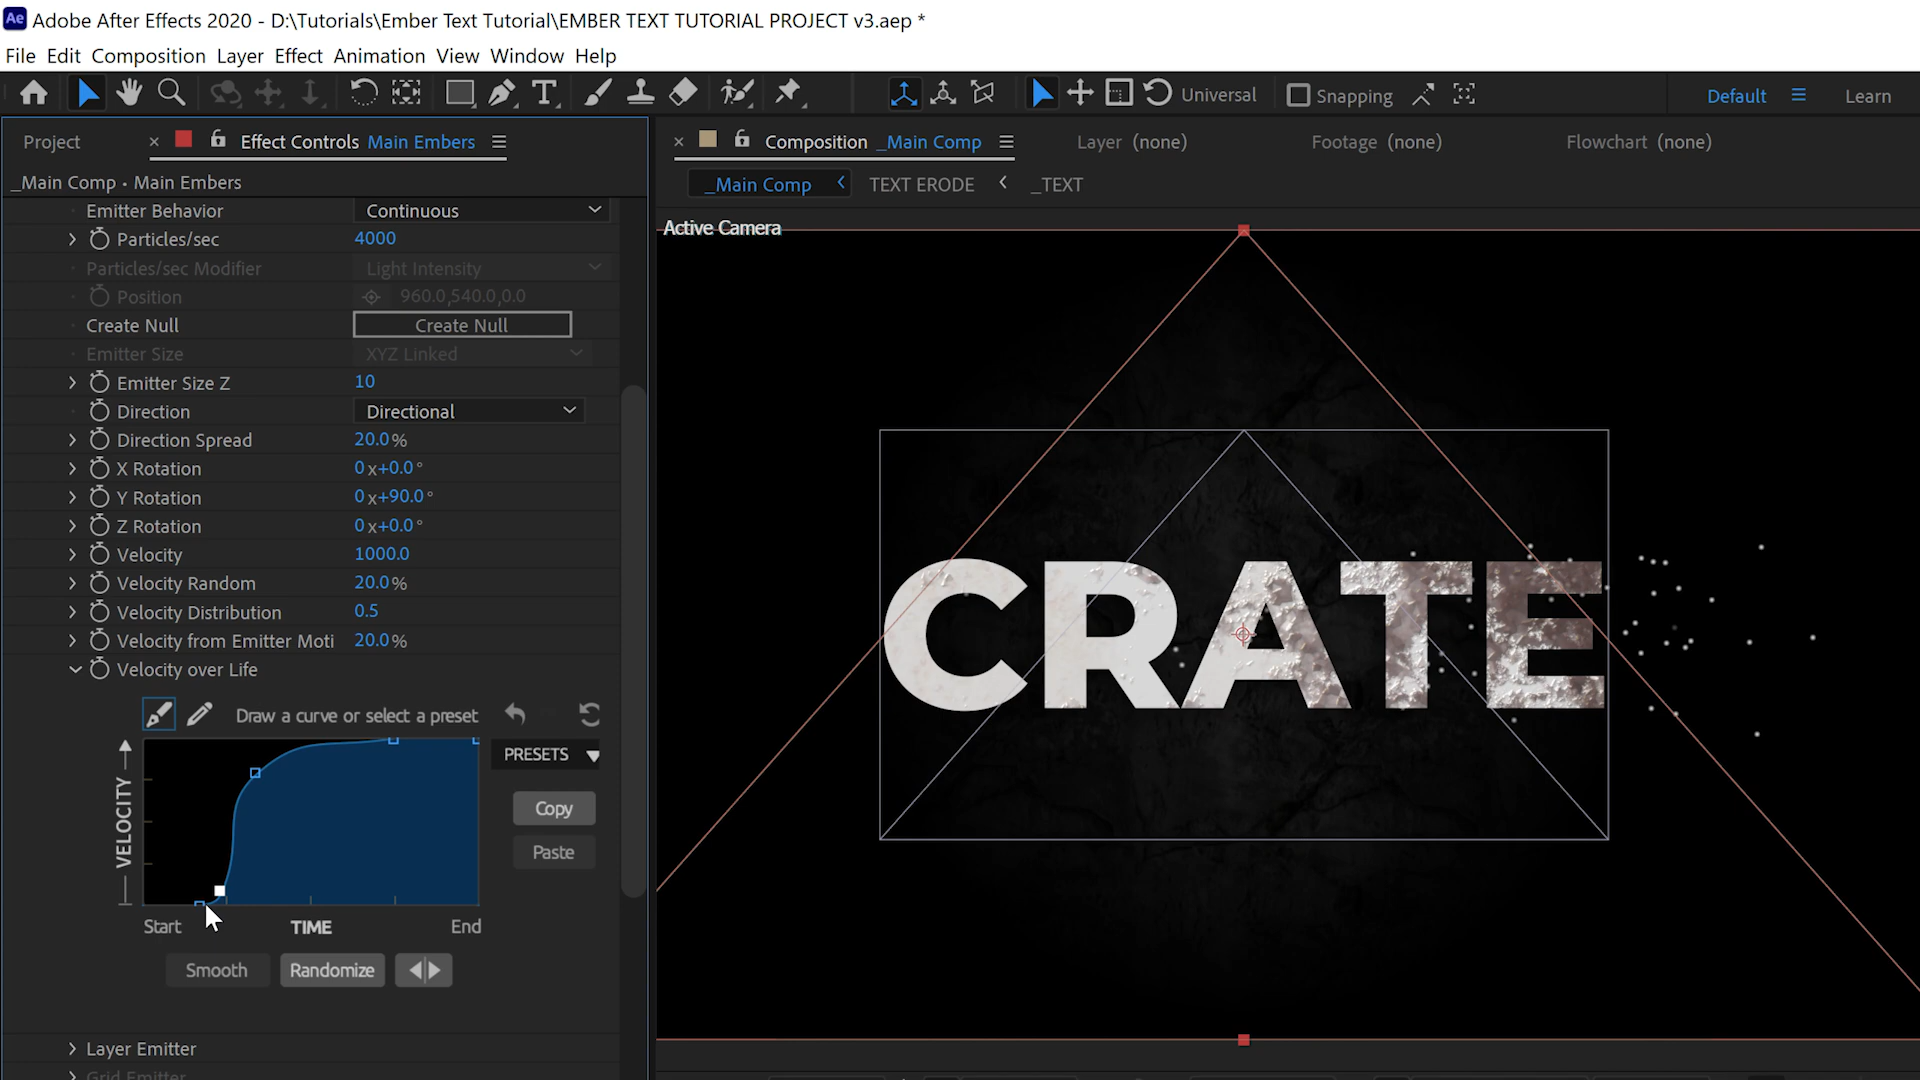 Ae Adobe After Effects 2020 - D:\Tutorials\Ember Text Tutorial\EMBER TEXT TUTORIAL PROJECT v3.aep *
File Edit Composition Layer Effect Animation View Window Help
T Universal Snapping Default Learn
Project × Effect Controls Main Embers
× Composition _Main Comp Layer (none) Footage (none) Flowchart (none)
_Main Comp • Main Embers
_Main Comp TEXT ERODE _TEXT
Active Camera
Emitter Behavior Continuous
Particles/sec 4000
Particles/sec Modifier Light Intensity
Position 960.0,540.0,0.0
Create Null Create Null
Emitter Size XYZ Linked
Emitter Size Z 10
Direction Directional
Direction Spread 20.0%
X Rotation 0x+0.0°
Y Rotation 0x+90.0°
Z Rotation 0x+0.0°
Velocity 1000.0
Velocity Random 20.0%
Velocity Distribution 0.5
Velocity from Emitter Moti 20.0%
Velocity over Life
Draw a curve or select a preset
PRESETS
Copy
Paste
VELOCITY
Start TIME End
Smooth Randomize
Layer Emitter
Grid Emitter
CRATE